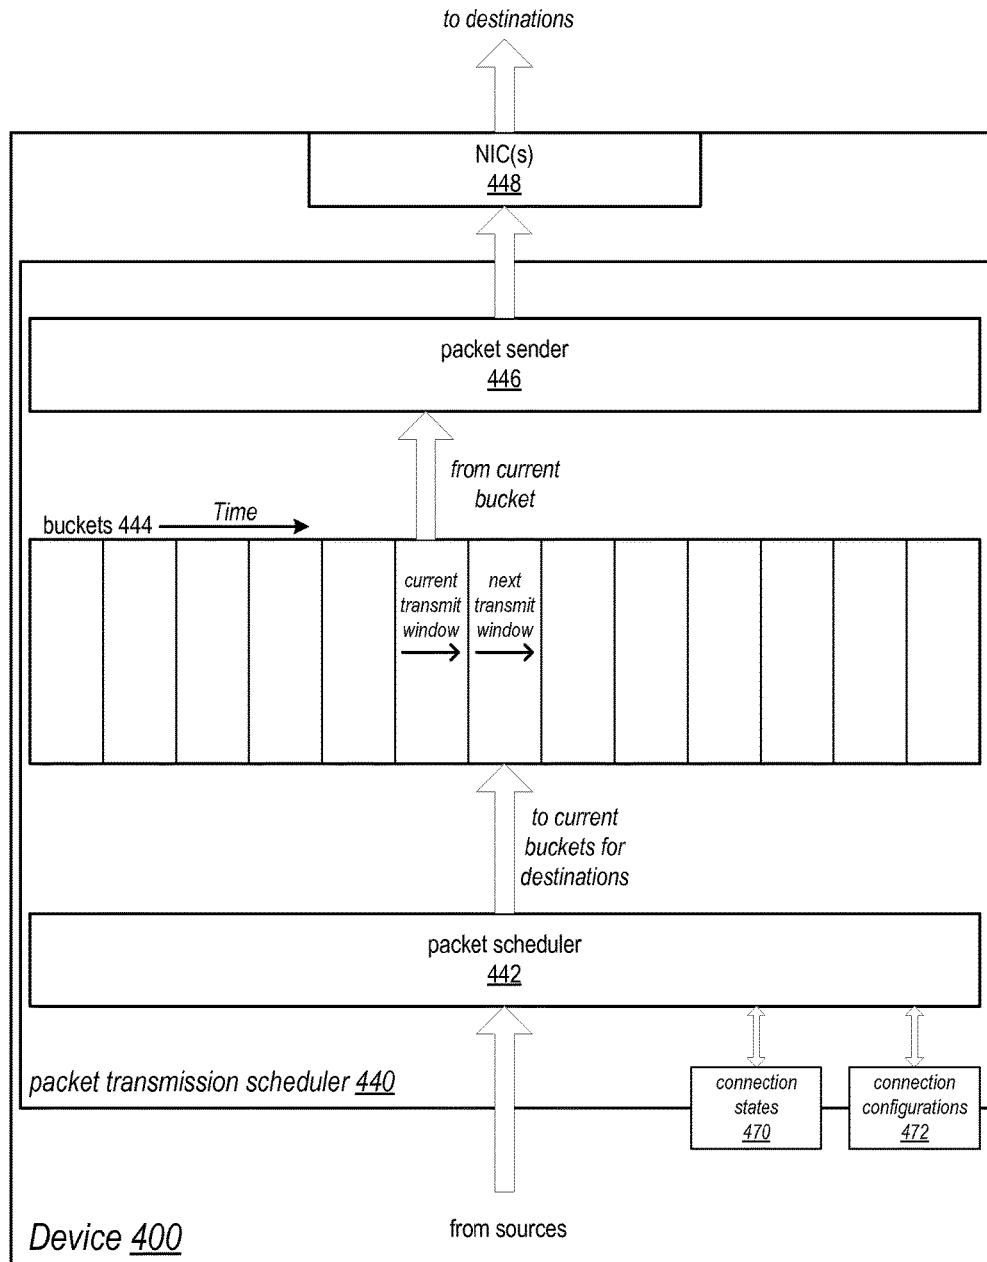 to destinations
NIC(s)
448
packet sender
446
from current
bucket
buckets 444
Time
current
transmit
window
next
transmit
window
to current
buckets for
destinations
packet scheduler
442
packet transmission scheduler 440
connection
states
470
connection
configurations
472
from sources
Device 400